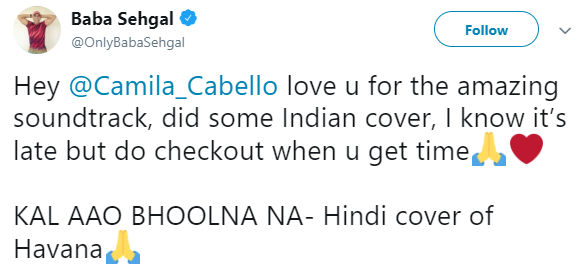 Baba Sehgal
@OnlyBabaSehgal
Follow
Hey @Camila_Cabello love u for the amazing
soundtrack, did some Indian cover, I know it's
late but do checkout when u get time🙏❤️
KAL AAO BHOOLNA NA- Hindi cover of
Havana🙏